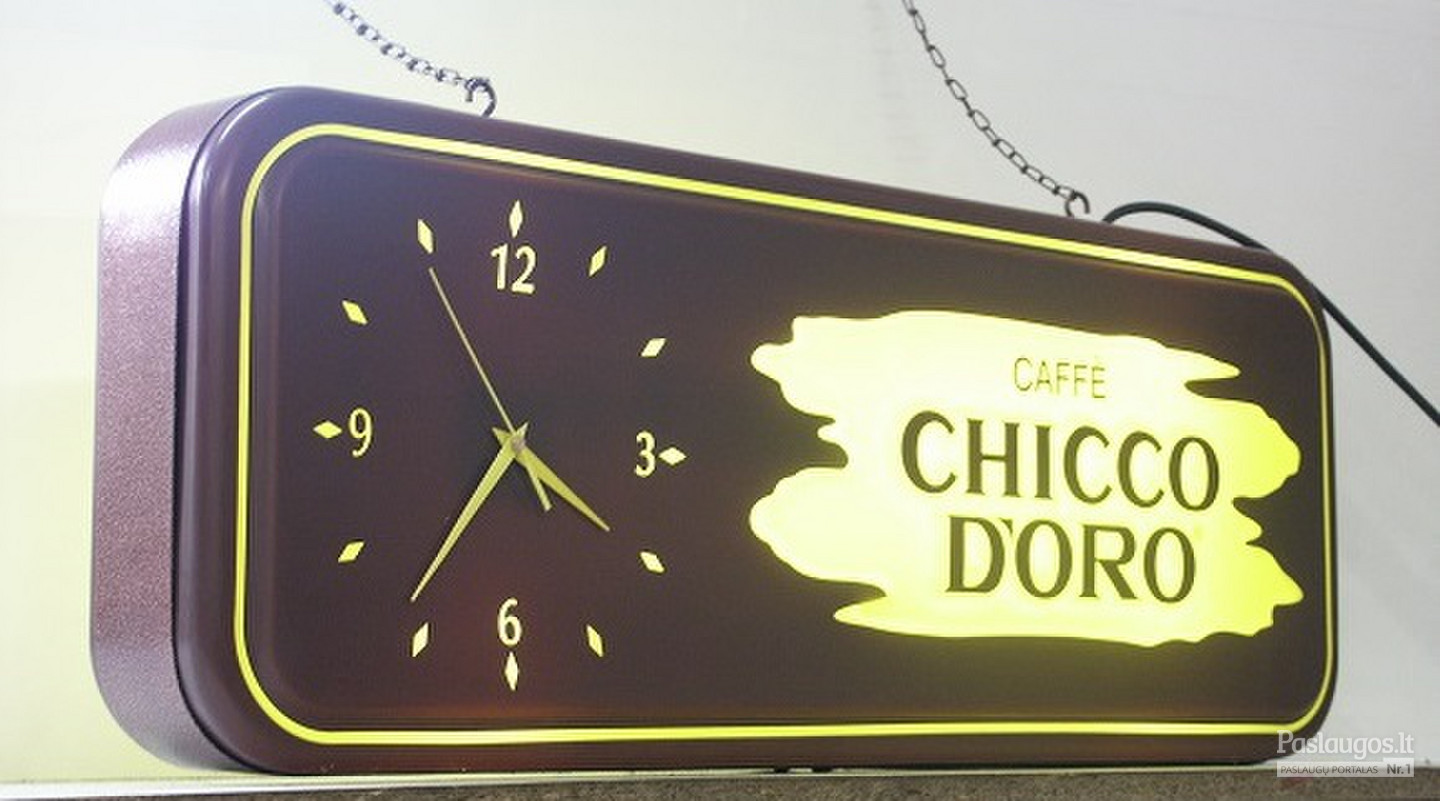 12
9
3
6
CAFFÈ
CHICCO
D'ORO
Paslaugos.lt
PASLAUGŲ PORTALAS Nr.1